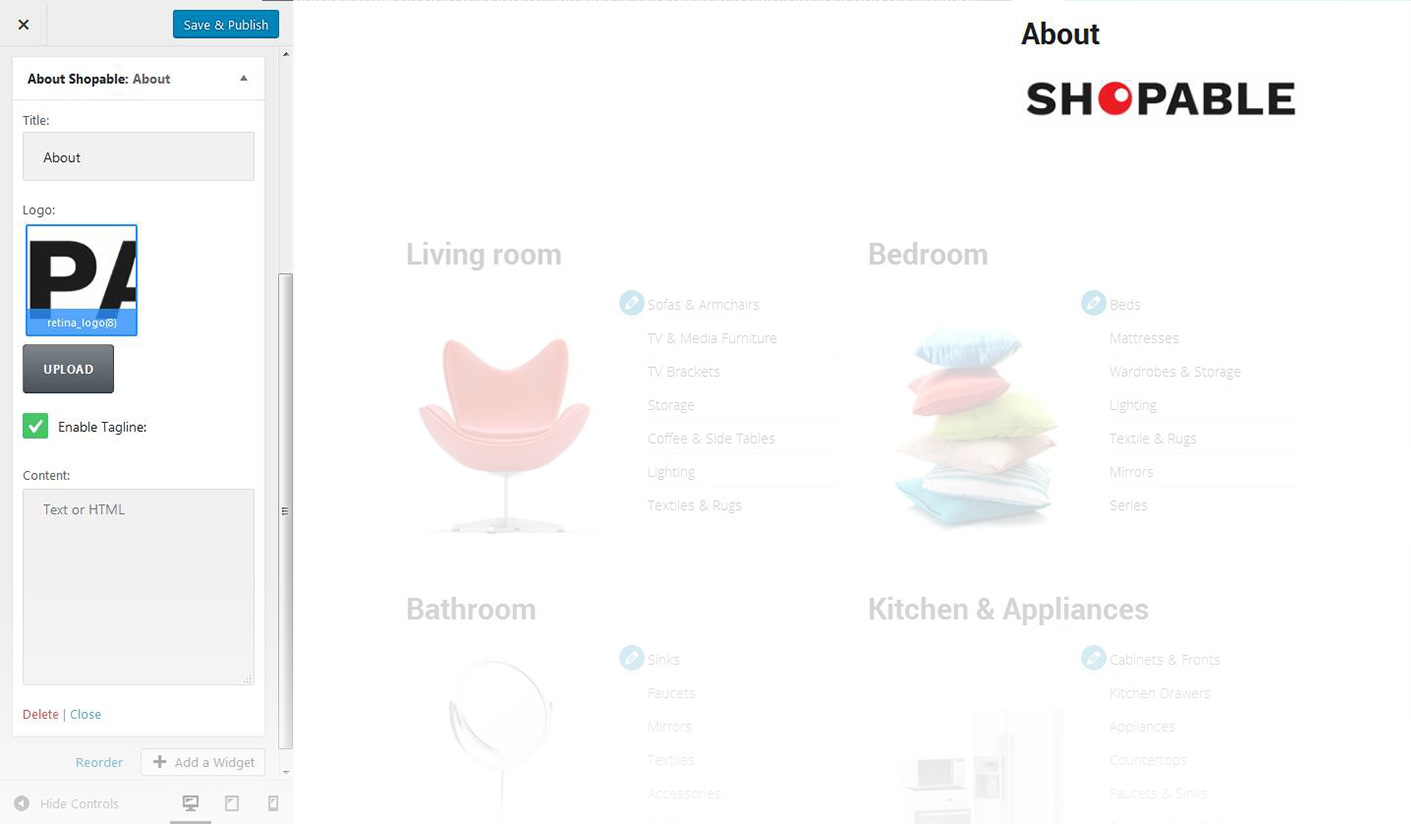 Save & Publish
About Shopable: About
Title:
About
Logo:
PA
retina_logo(8)
UPLOAD
Enable Tagline:
Content:
Text or HTML
Delete | Close
Reorder
Add a Widget
Hide Controls
About
SHOPABLE
Living room
Sofas & Armchairs
TV & Media Furniture
TV Brackets
Storage
Coffee & Side Tables
Lighting
Textiles & Rugs
Bedroom
Beds
Mattresses
Wardrobes & Storage
Lighting
Textile & Rugs
Mirrors
Series
Bathroom
Sinks
Faucets
Mirrors
Textiles
Accessories
Kitchen & Appliances
Cabinets & Fronts
Kitchen Drawers
Appliances
Countertops
Faucets & Sinks